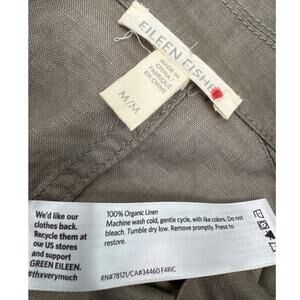 EILEEN FISHER
MADE IN
CHINA/
FABRIQUÉ
EN CHINE
M/M
We'd like our
clothes back.
Recycle them at
our US stores
and support
GREEN EILEEN.
#thxverymuch
100% Organic Linen
Machine wash cold, gentle cycle, with like colors. Do not
bleach. Tumble dry low. Remove promptly. Press to
restore.
RN#78121/CA#34460 F4RIC